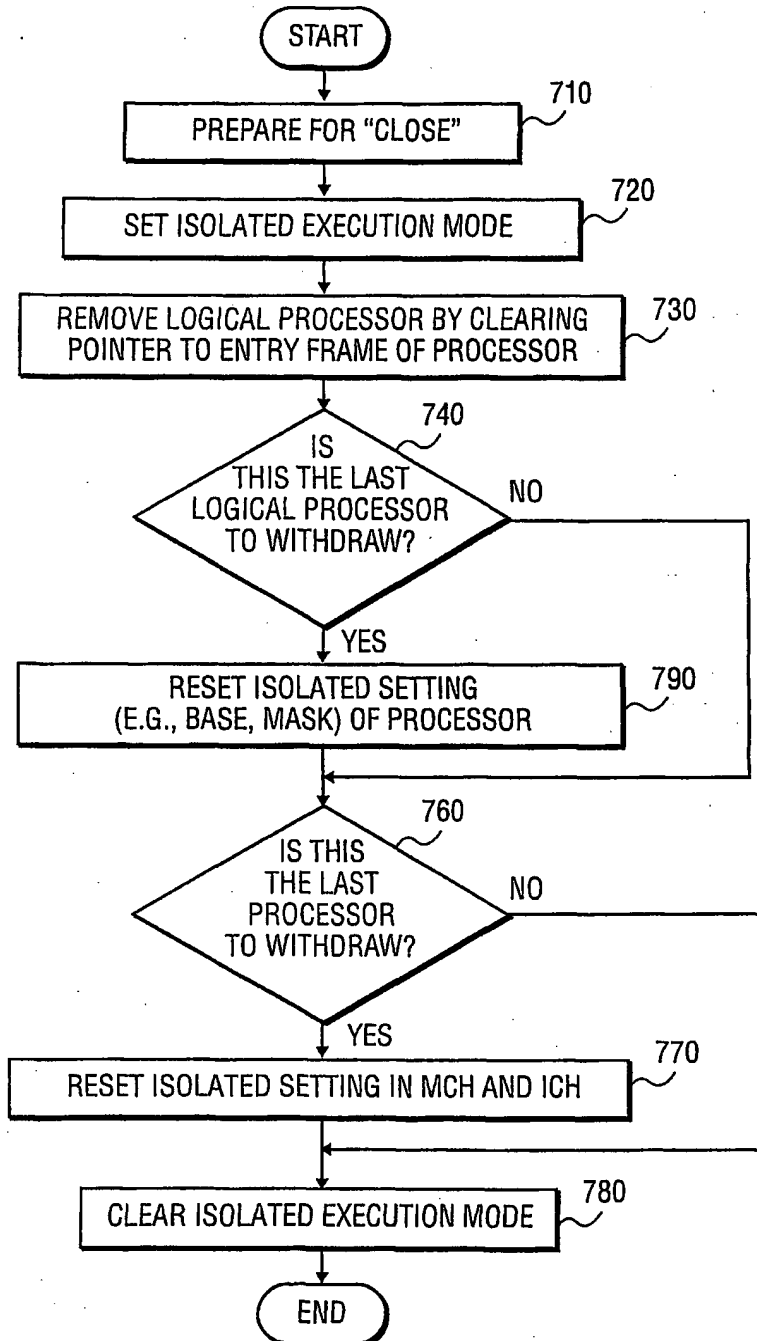 START
710
PREPARE FOR "CLOSE"
720
SET ISOLATED EXECUTION MODE
730
REMOVE LOGICAL PROCESSOR BY CLEARING
POINTER TO ENTRY FRAME OF PROCESSOR
740
IS
THIS THE LAST
LOGICAL PROCESSOR
TO WITHDRAW?
NO
YES
790
RESET ISOLATED SETTING
(E.G., BASE, MASK) OF PROCESSOR
760
IS THIS
THE LAST
PROCESSOR
TO WITHDRAW?
NO
YES
770
RESET ISOLATED SETTING IN MCH AND ICH
780
CLEAR ISOLATED EXECUTION MODE
END